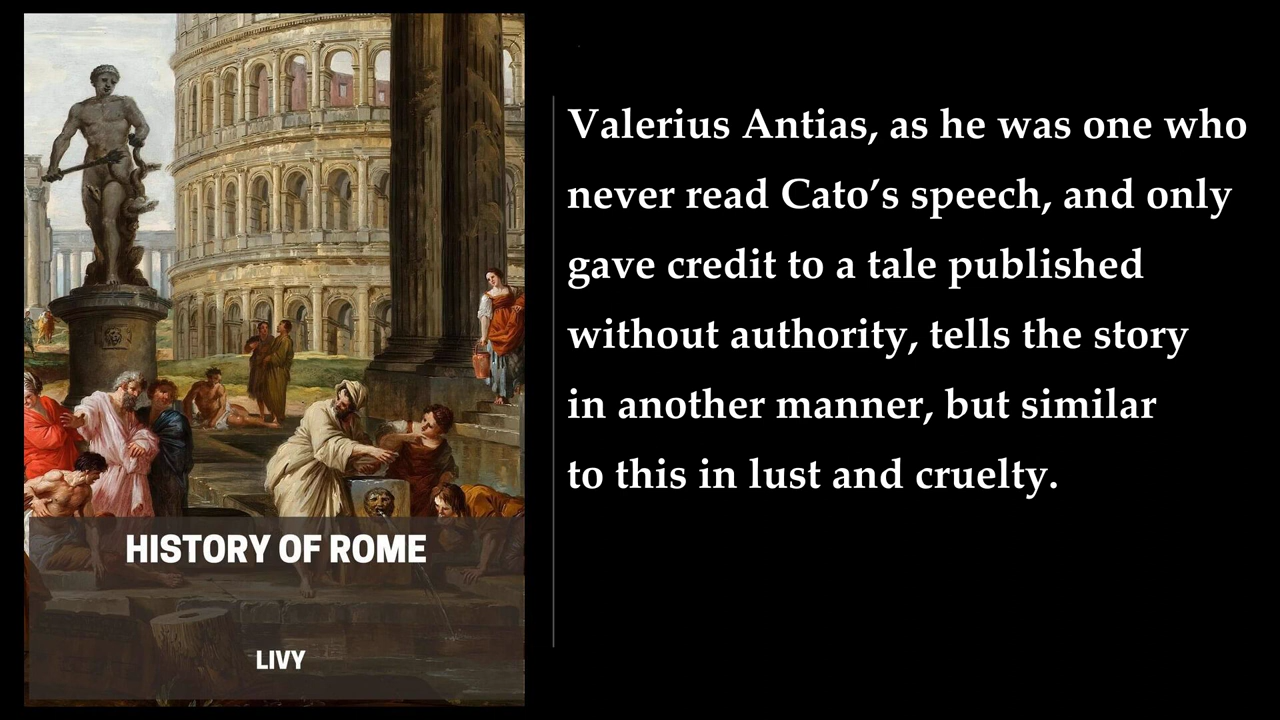 HISTORY OF ROME
LIVY
Valerius Antias, as he was one who
never read Cato’s speech, and only
gave credit to a tale published
without authority, tells the story
in another manner, but similar
to this in lust and cruelty.